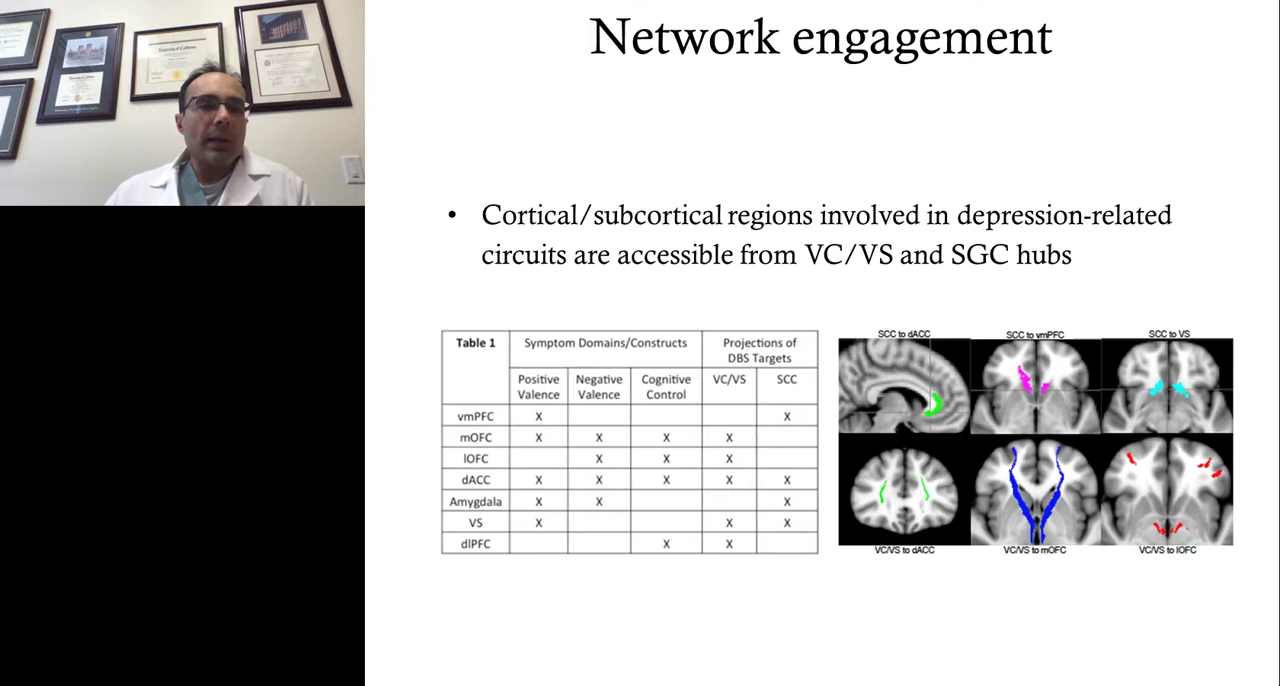 Network engagement
• Cortical/subcortical regions involved in depression-related
circuits are accessible from VC/VS and SGC hubs
Table 1 Symptom Domains/Constructs Projections of
DBS Targets
Positive Valence Negative Valence Cognitive Control VC/VS SCC
vmPFC X X
mOFC X X X X
lOFC X X X
dACC X X X X X
Amygdala X X X
VS X X X
dlPFC X X
SCC to dACC SCC to vmPFC SCC to VS
VC/VS to dACC VC/VS to mOFC VC/VS to lOFC